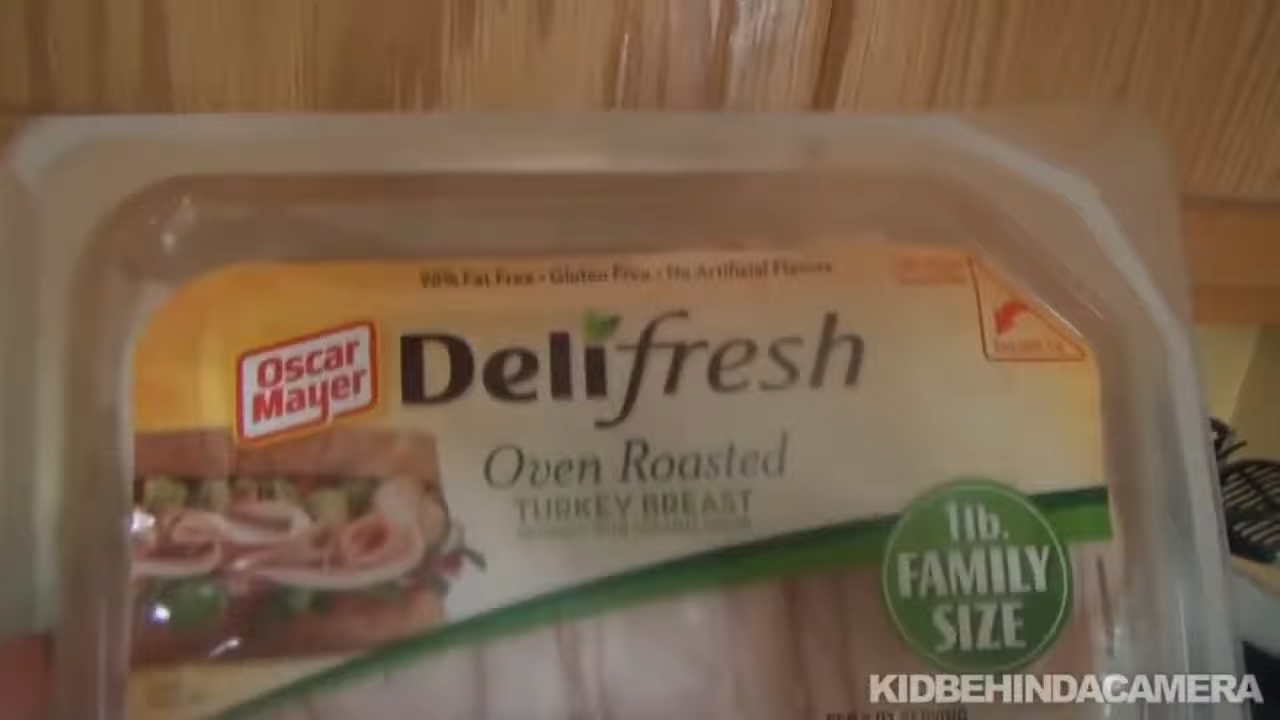 98% Fat Free • Gluten Free • No Artificial Flavors
Oscar
Mayer
Delifresh
Oven Roasted
TURKEY BREAST
1lb.
FAMILY
SIZE
KIDBEHINDACAMERA